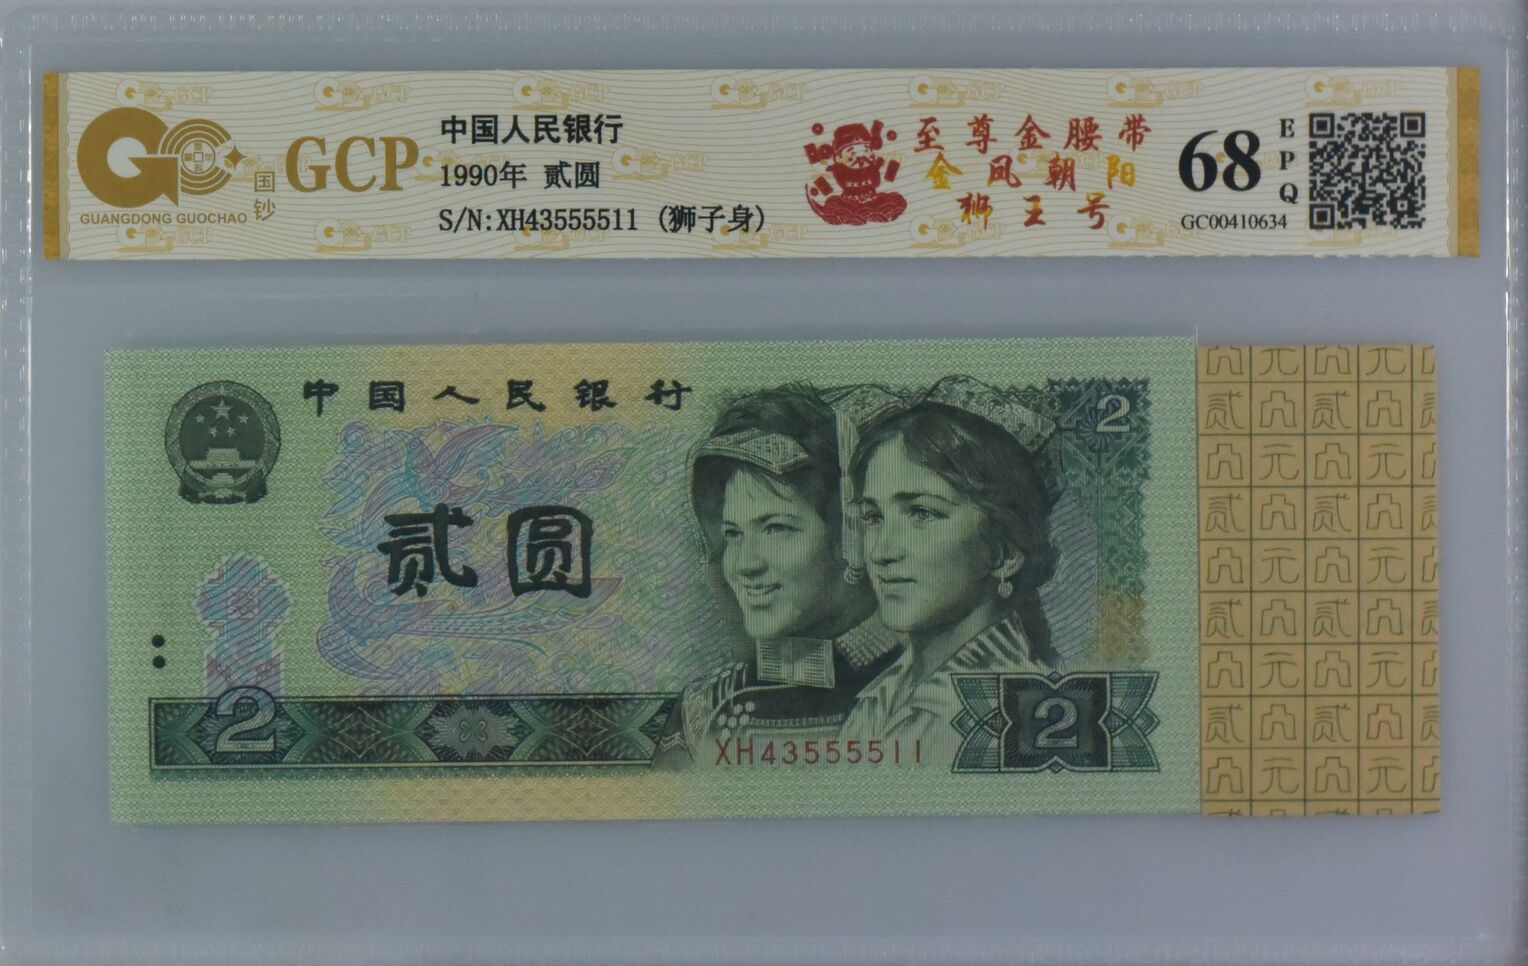 GCP
国钞
GUANGDONG GUOCHAO
中国人民银行
1990年 贰圆
S/N:XH43555511 (狮子身)
至尊金腰带
金凤朝阳
狮王号
68
EPQ
GC00410634
中国人民银行
2
贰圆
2
XH43555511
2